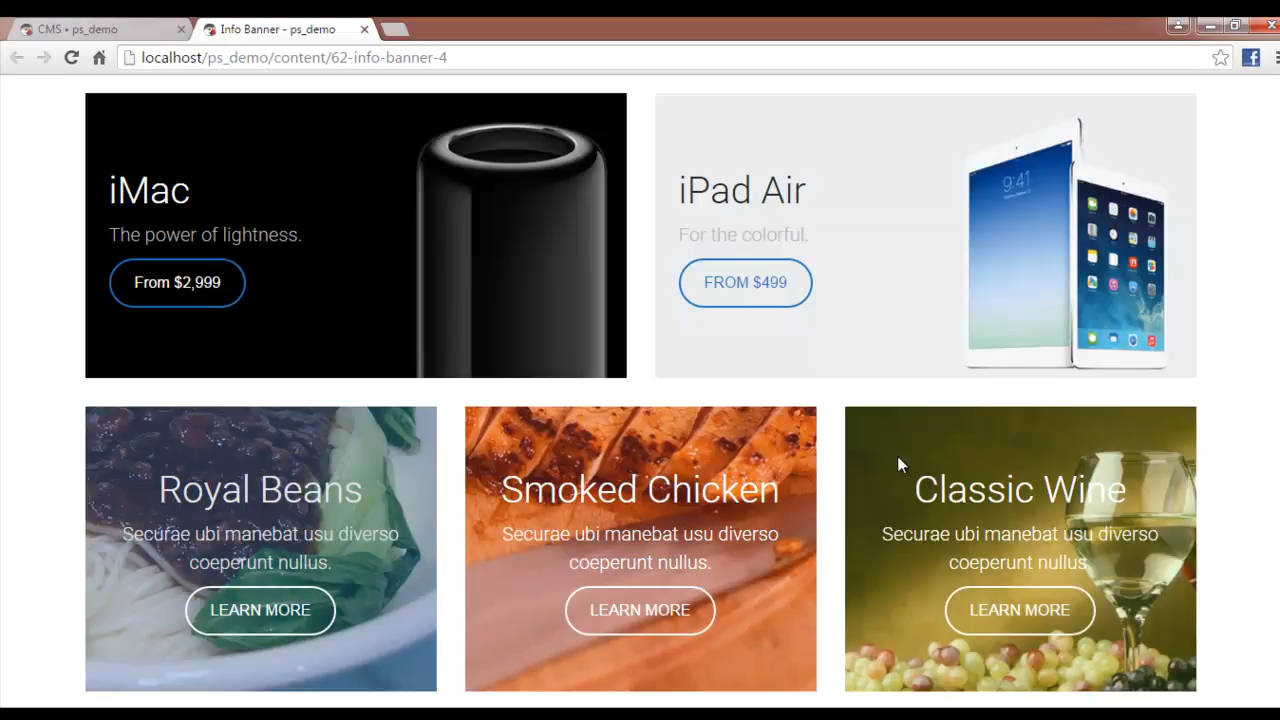 CMS • ps_demo
Info Banner - ps_demo
localhost/ps_demo/content/62-info-banner-4
iMac
The power of lightness.
From $2,999
iPad Air
For the colorful.
FROM $499
9:41
Royal Beans
Securae ubi manebat usu diverso
coeperunt nullus.
LEARN MORE
Smoked Chicken
Securae ubi manebat usu diverso
coeperunt nullus.
LEARN MORE
Classic Wine
Securae ubi manebat usu diverso
coeperunt nullus
LEARN MORE